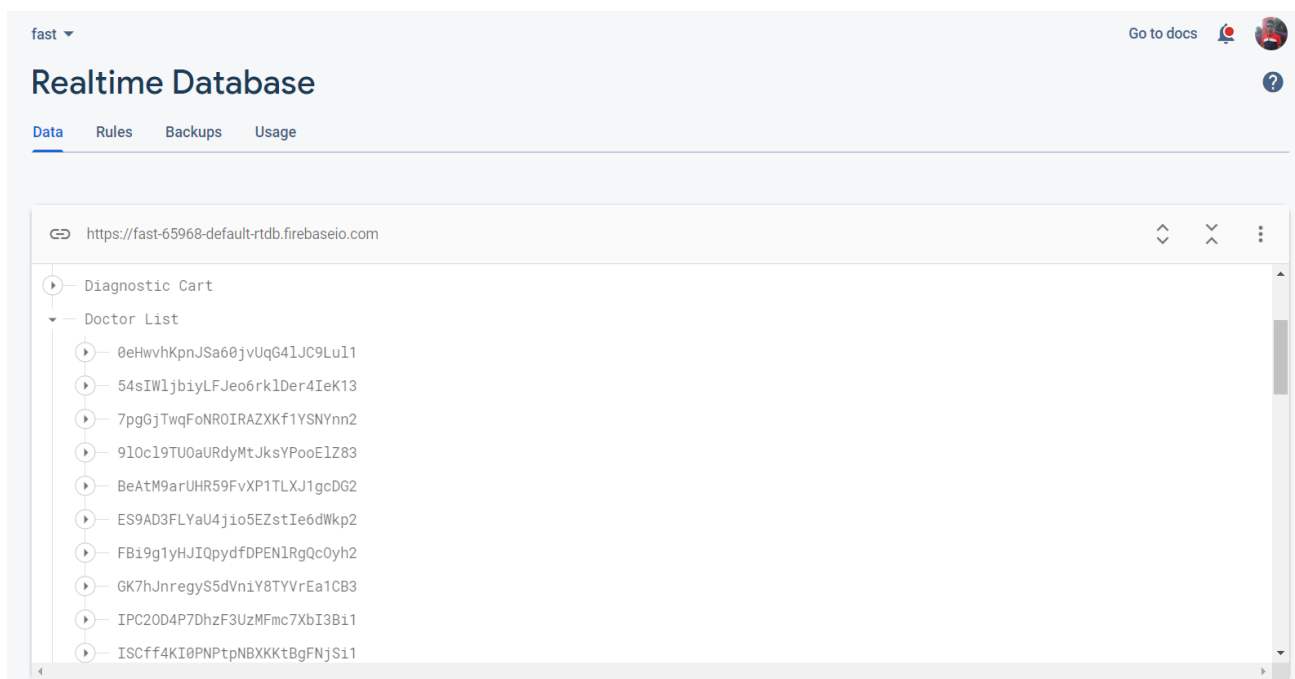 fast
Go to docs
Realtime Database
Data Rules Backups Usage
https://fast-65968-default-rtdb.firebaseio.com
Diagnostic Cart
Doctor List
0eHwvhKpnJSa60jvUqG4lJC9Lul1
54sIWljbiyLFJeo6rklDer4IeK13
7pgGjTwqFoNROIRAZXKf1YSNYnn2
9lOcl9TUOaURdyMtJksYPooElZ83
BeAtM9arUHR59FvXP1TLXJ1gcDG2
ES9AD3FLYaU4jio5EZstIe6dWkp2
FBi9g1yHJIQpydfDPENlRgQcOyh2
GK7hJnregyS5dVniY8TYVrEa1CB3
IPC2OD4P7DhzF3UzMFmc7XbI3Bi1
ISCff4KI0PNPtpNBXKKtBgFNjSi1